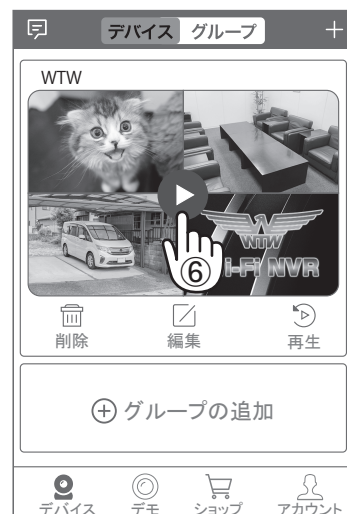 デバイス グループ
WTW
WTW
i-Fi NVR
⑥
削除 編集 再生
グループの追加
デバイス デモ ショップ アカウント